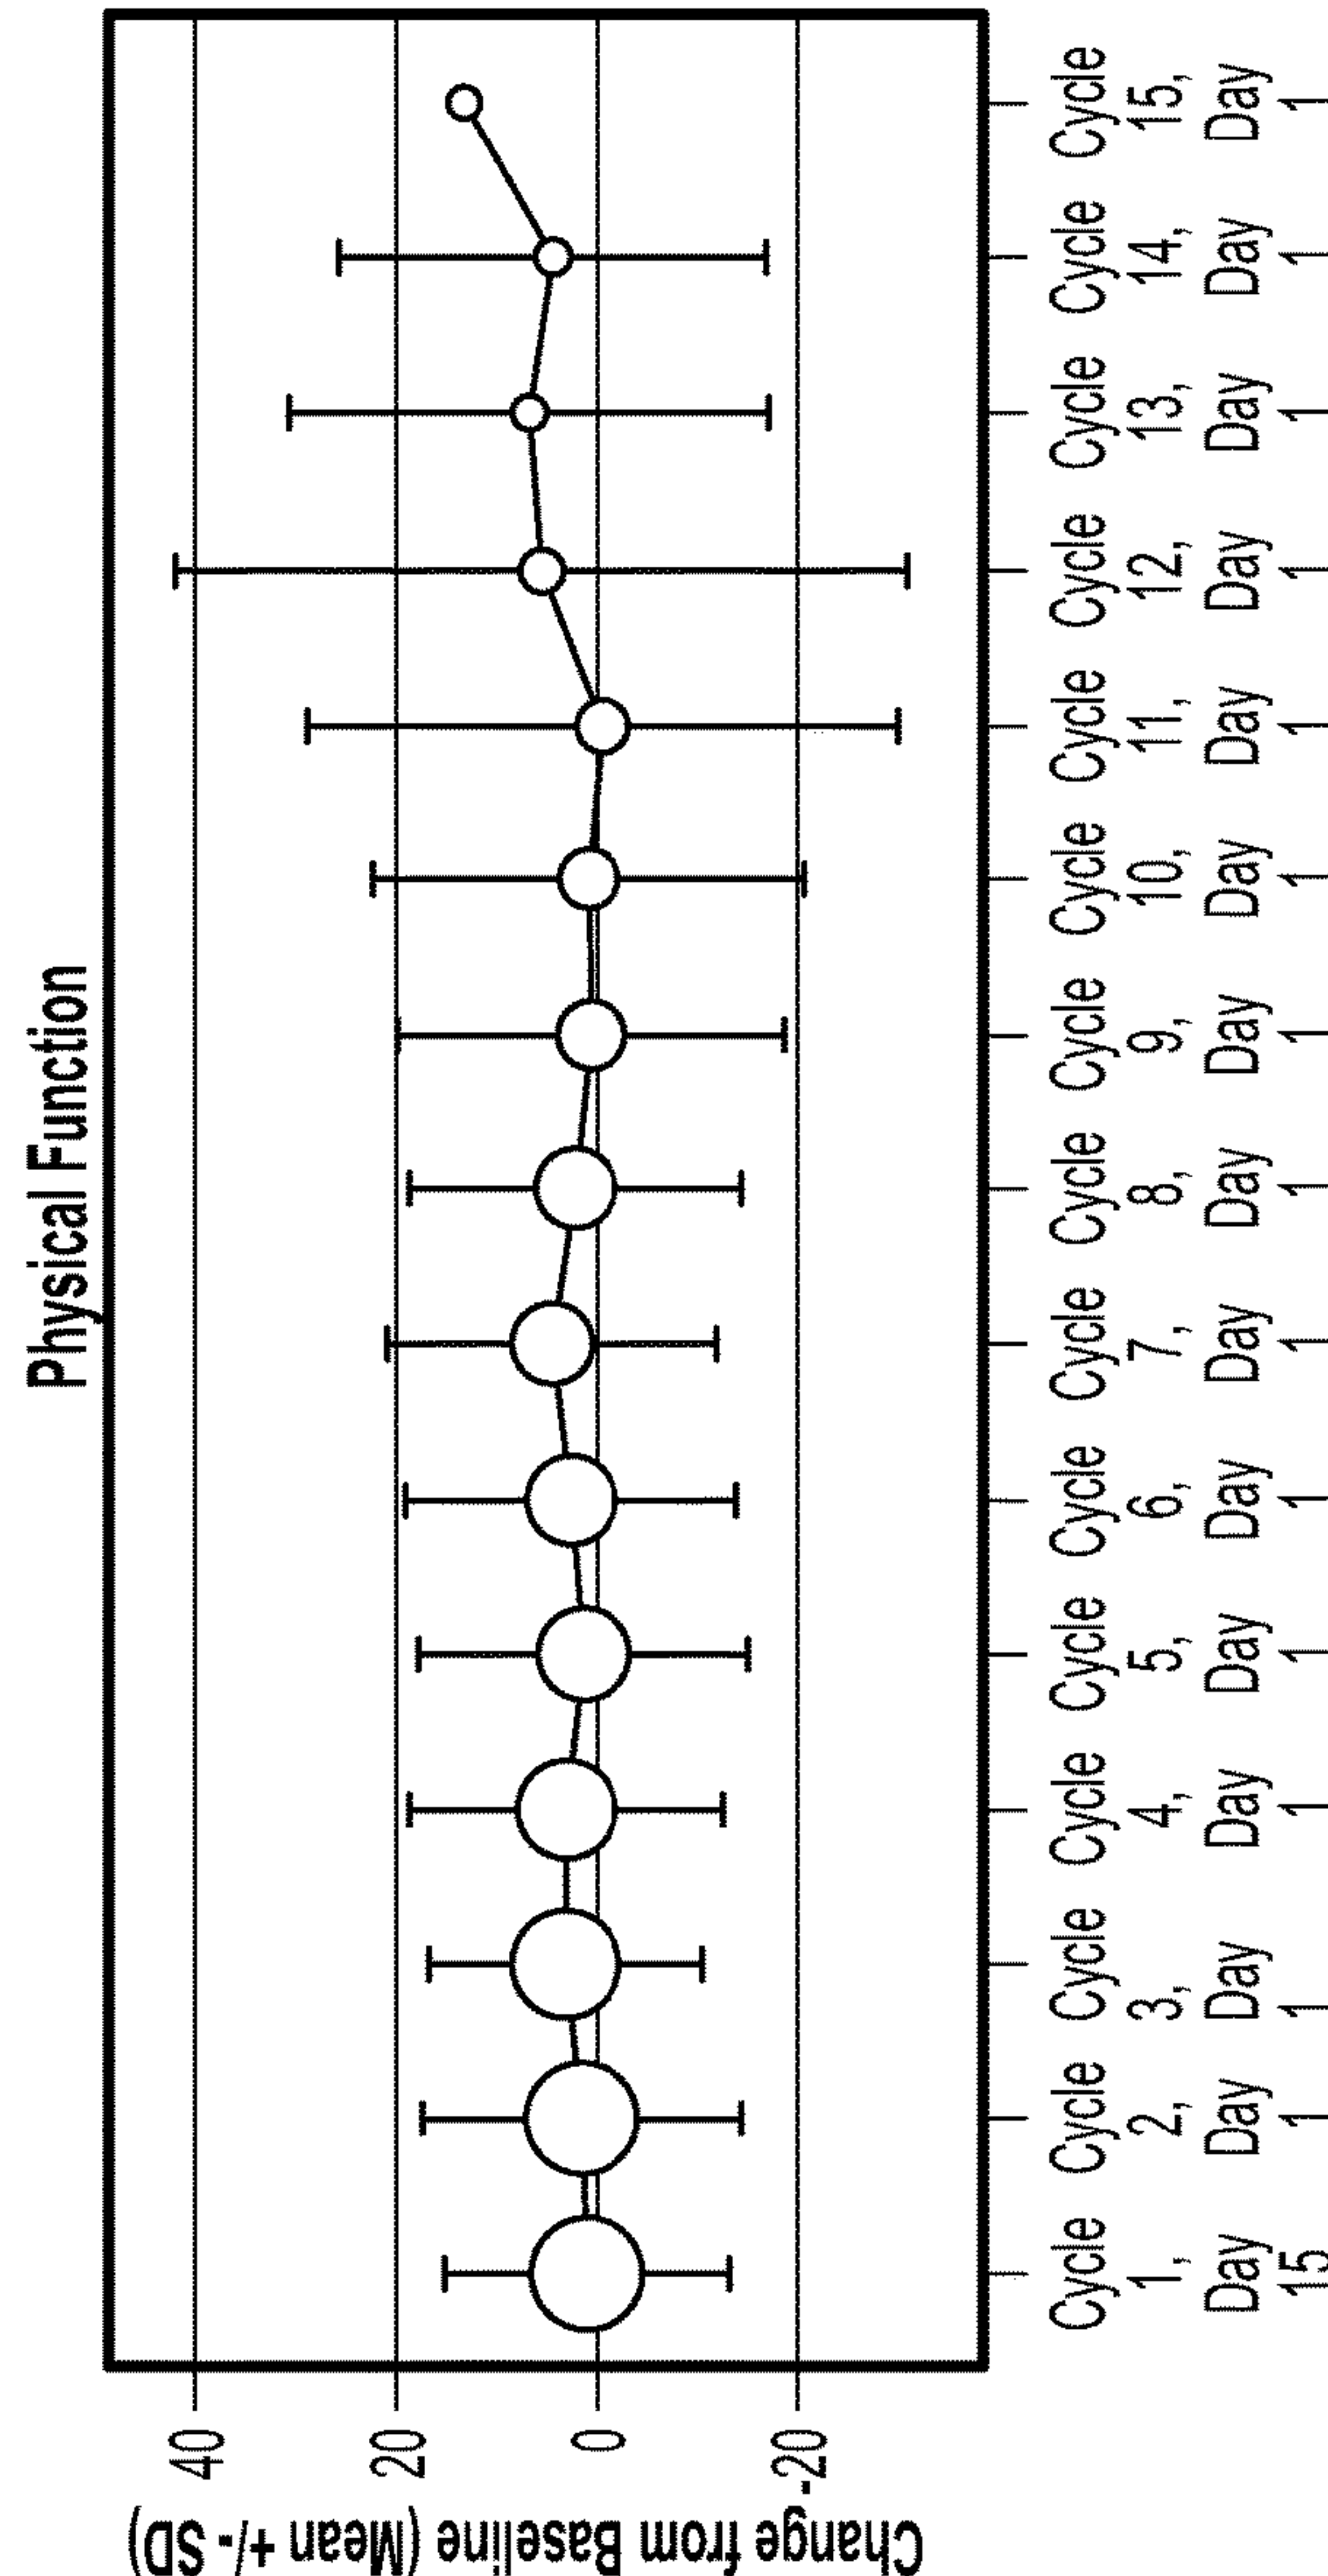 Physical Function
Change from Baseline (Mean +/- SD)
40
20
0
-20
Cycle
1,
Day
15
Cycle
2,
Day
1
Cycle
3,
Day
1
Cycle
4,
Day
1
Cycle
5,
Day
1
Cycle
6,
Day
1
Cycle
7,
Day
1
Cycle
8,
Day
1
Cycle
9,
Day
1
Cycle
10,
Day
1
Cycle
11,
Day
1
Cycle
12,
Day
1
Cycle
13,
Day
1
Cycle
14,
Day
1
Cycle
15,
Day
1